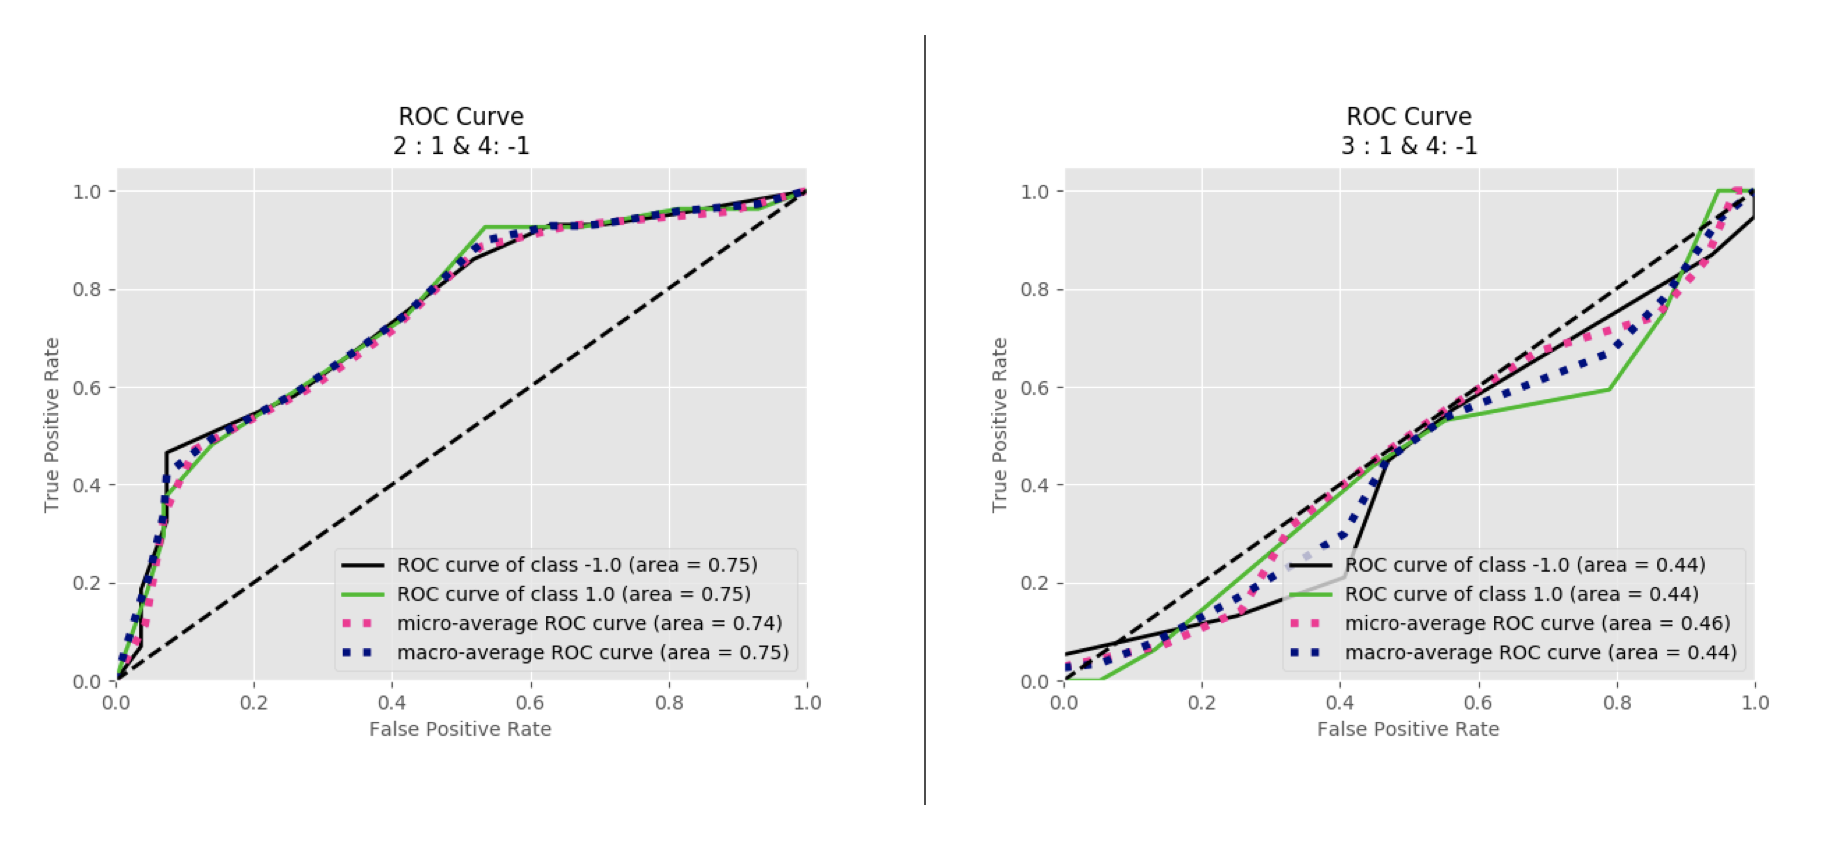 ROC Curve
2 : 1 & 4: -1
True Positive Rate
1.0
0.8
0.6
0.4
0.2
0.0
0.0 0.2 0.4 0.6 0.8 1.0
False Positive Rate
ROC curve of class -1.0 (area = 0.75)
ROC curve of class 1.0 (area = 0.75)
micro-average ROC curve (area = 0.74)
macro-average ROC curve (area = 0.75)
ROC Curve
3 : 1 & 4: -1
True Positive Rate
1.0
0.8
0.6
0.4
0.2
0.0
0.0 0.2 0.4 0.6 0.8 1.0
False Positive Rate
ROC curve of class -1.0 (area = 0.44)
ROC curve of class 1.0 (area = 0.44)
micro-average ROC curve (area = 0.46)
macro-average ROC curve (area = 0.44)